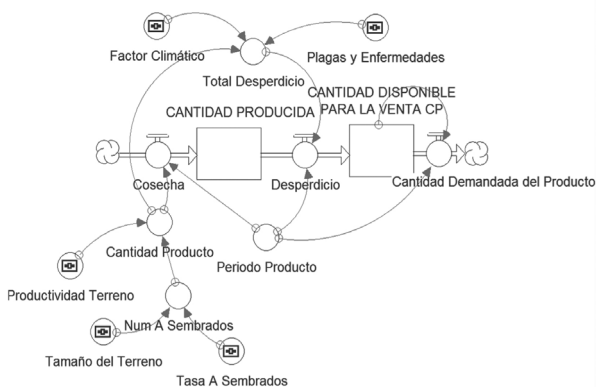 Factor Climático
Plagas y Enfermedades
Total Desperdicio
CANTIDAD DISPONIBLE
PARA LA VENTA CP
CANTIDAD PRODUCIDA
Cosecha
Desperdicio
Cantidad Demandada del Producto
Cantidad Producto
Periodo Producto
Productividad Terreno
Num A Sembrados
Tamaño del Terreno
Tasa A Sembrados